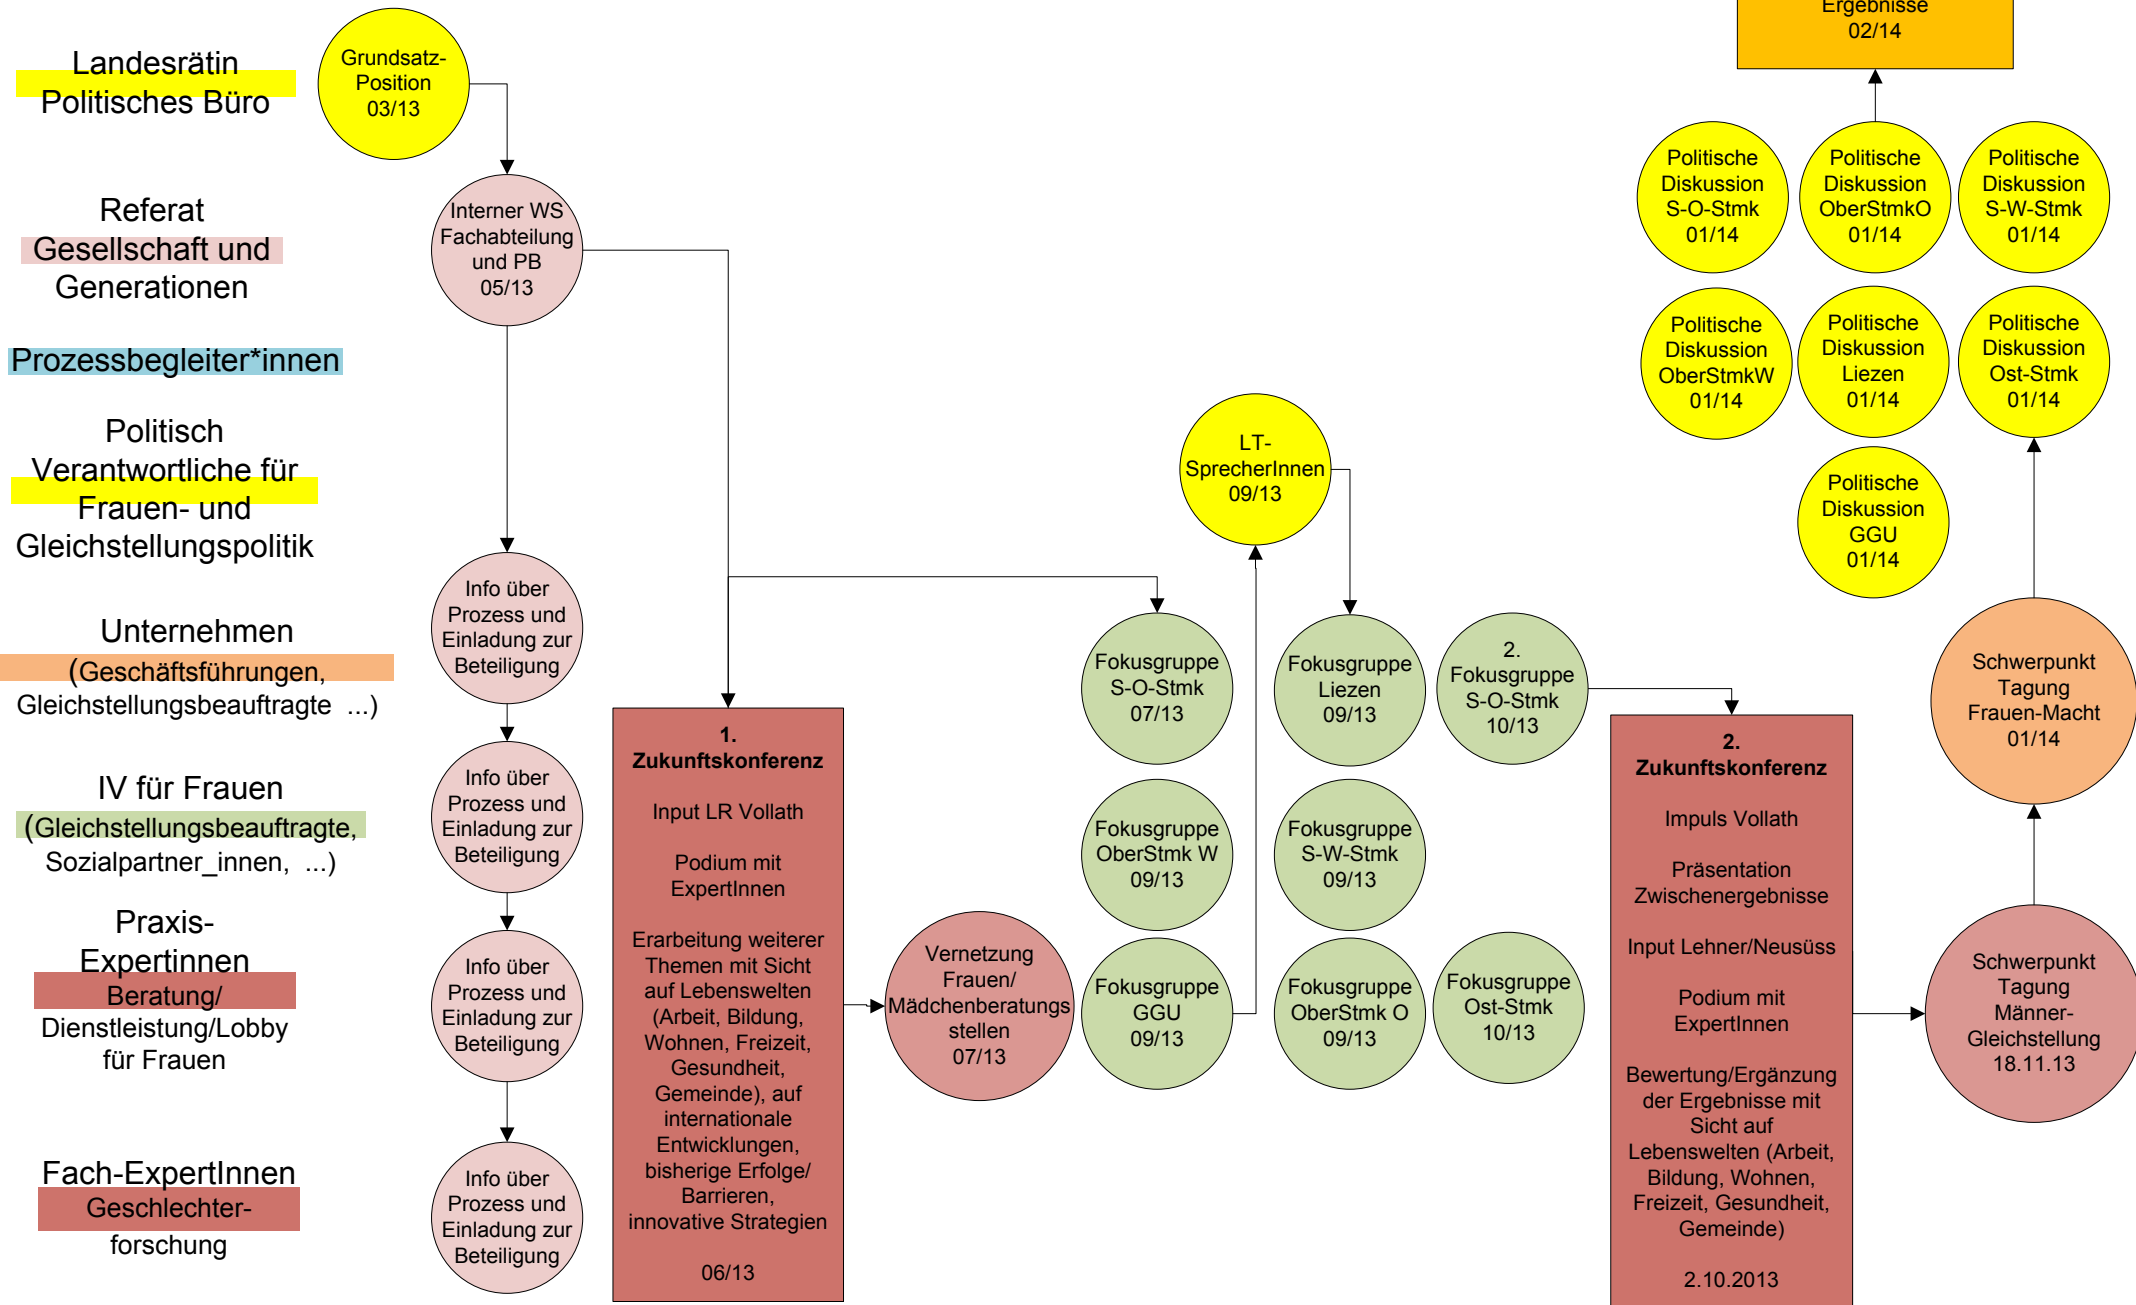 Landesrätin
Politisches Büro
Referat
Gesellschaft und
Generationen
Prozessbegleiter*innen
Politisch
Verantwortliche für
Frauen- und
Gleichstellungspolitik
Unternehmen
(Geschäftsführungen,
Gleichstellungsbeauftragte ...)
IV für Frauen
(Gleichstellungsbeauftragte,
Sozialpartner_innen, ...)
Praxis-
Expertinnen
Beratung/
Dienstleistung/Lobby
für Frauen
Fach-ExpertInnen
Geschlechter-
forschung
Grundsatz-
Position
03/13
Interner WS
Fachabteilung
und PB
05/13
Info über
Prozess und
Einladung zur
Beteiligung
Info über
Prozess und
Einladung zur
Beteiligung
Info über
Prozess und
Einladung zur
Beteiligung
Info über
Prozess und
Einladung zur
Beteiligung
1.
Zukunftskonferenz
Input LR Vollath
Podium mit
ExpertInnen
Erarbeitung weiterer
Themen mit Sicht
auf Lebenswelten
(Arbeit, Bildung,
Wohnen, Freizeit,
Gesundheit,
Gemeinde), auf
internationale
Entwicklungen,
bisherige Erfolge/
Barrieren,
innovative Strategien
06/13
Vernetzung
Frauen/
Mädchenberatungs
stellen
07/13
Fokusgruppe
S-O-Stmk
07/13
Fokusgruppe
OberStmk W
09/13
Fokusgruppe
GGU
09/13
LT-
SprecherInnen
09/13
Fokusgruppe
Liezen
09/13
Fokusgruppe
S-W-Stmk
09/13
Fokusgruppe
OberStmk O
09/13
2.
Fokusgruppe
S-O-Stmk
10/13
Fokusgruppe
Ost-Stmk
10/13
2.
Zukunftskonferenz
Impuls Vollath
Präsentation
Zwischenergebnisse
Input Lehner/Neusüss
Podium mit
ExpertInnen
Bewertung/Ergänzung
der Ergebnisse mit
Sicht auf
Lebenswelten (Arbeit,
Bildung, Wohnen,
Freizeit, Gesundheit,
Gemeinde)
2.10.2013
Schwerpunkt
Tagung
Männer-
Gleichstellung
18.11.13
Schwerpunkt
Tagung
Frauen-Macht
01/14
Politische
Diskussion
S-O-Stmk
01/14
Politische
Diskussion
OberStmkO
01/14
Politische
Diskussion
S-W-Stmk
01/14
Politische
Diskussion
OberStmkW
01/14
Politische
Diskussion
Liezen
01/14
Politische
Diskussion
Ost-Stmk
01/14
Politische
Diskussion
GGU
01/14
Ergebnisse
02/14